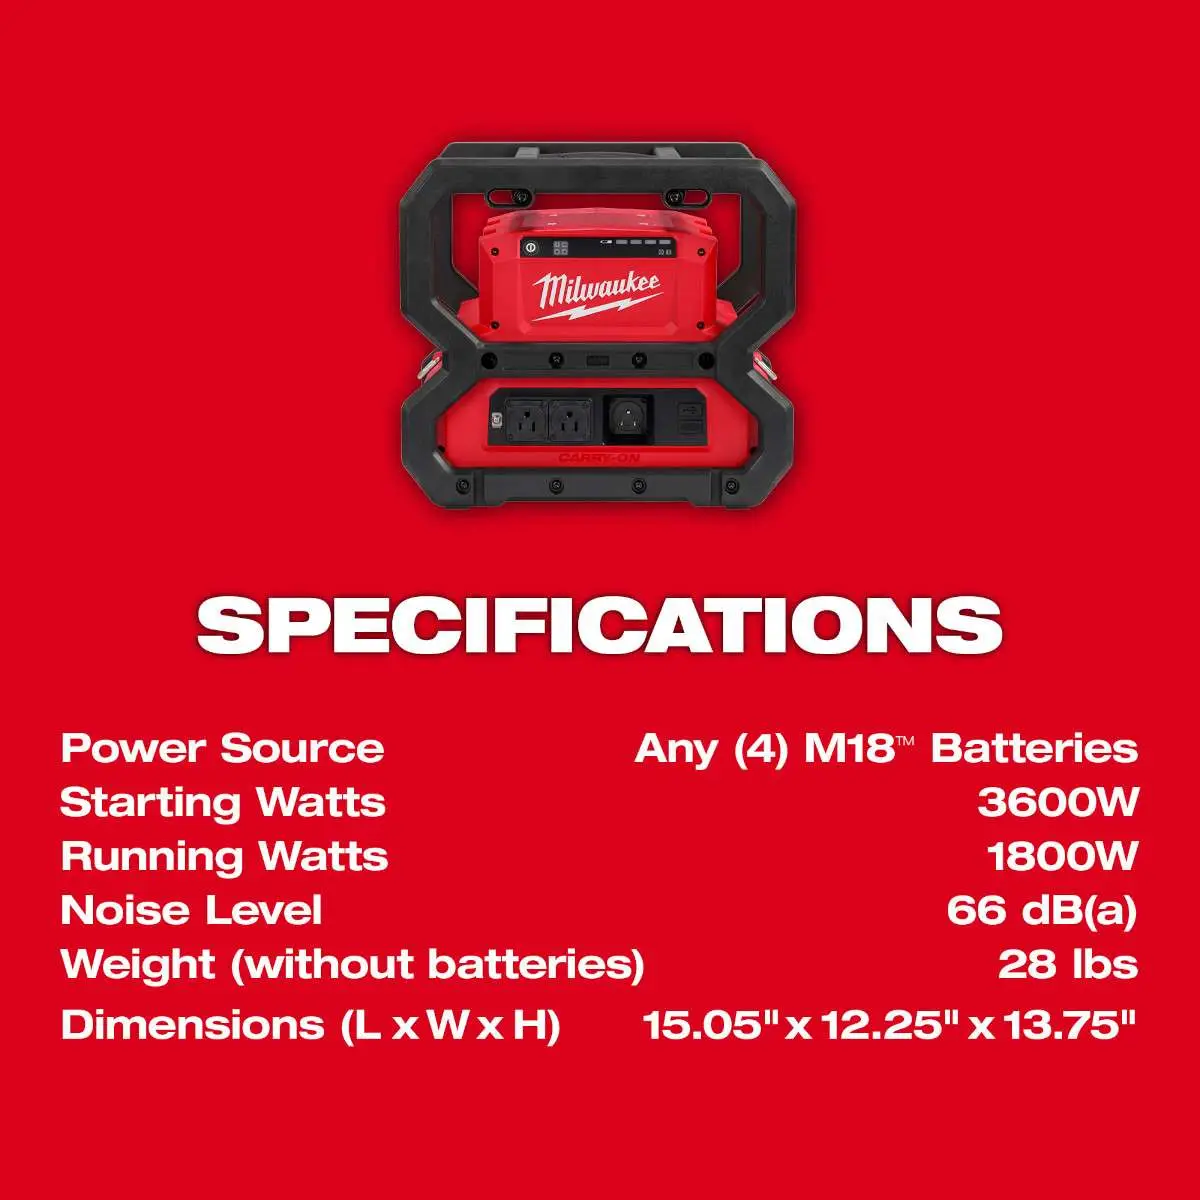 Milwaukee
CARRY-ON
SPECIFICATIONS
Power Source Any (4) M18™ Batteries
Starting Watts 3600W
Running Watts 1800W
Noise Level 66 dB(a)
Weight (without batteries) 28 lbs
Dimensions (L x W x H) 15.05" x 12.25" x 13.75"